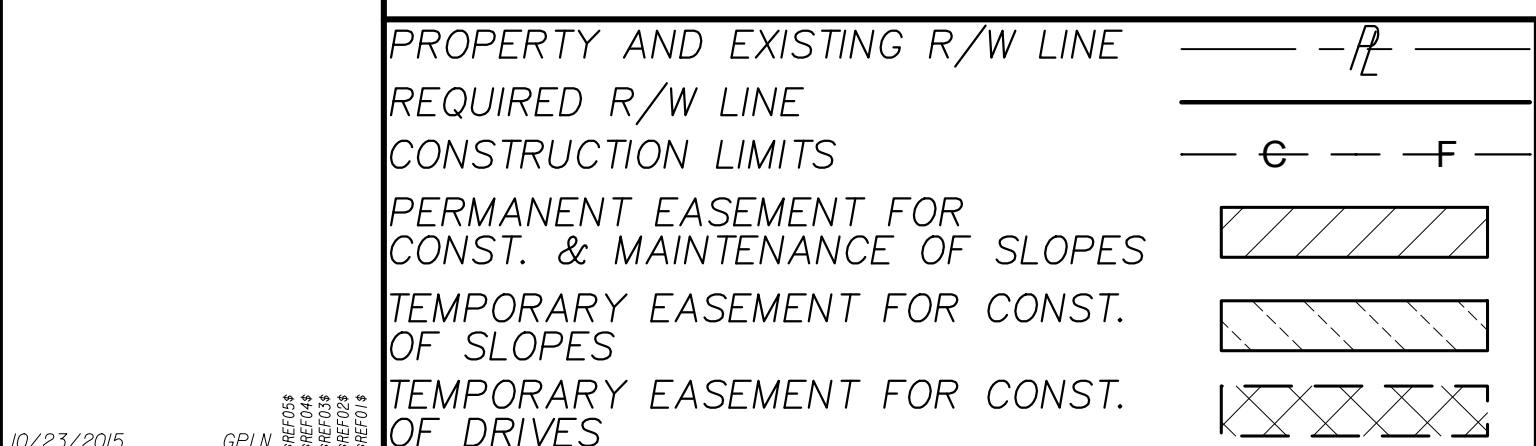 PROPERTY AND EXISTING R/W LINE
PL
REQUIRED R/W LINE
CONSTRUCTION LIMITS
C F
PERMANENT EASEMENT FOR
CONST. & MAINTENANCE OF SLOPES
TEMPORARY EASEMENT FOR CONST.
OF SLOPES
TEMPORARY EASEMENT FOR CONST.
OF DRIVES
10/23/2015
GPLN
$REF05$
$REF04$
$REF03$
$REF02$
$REF01$